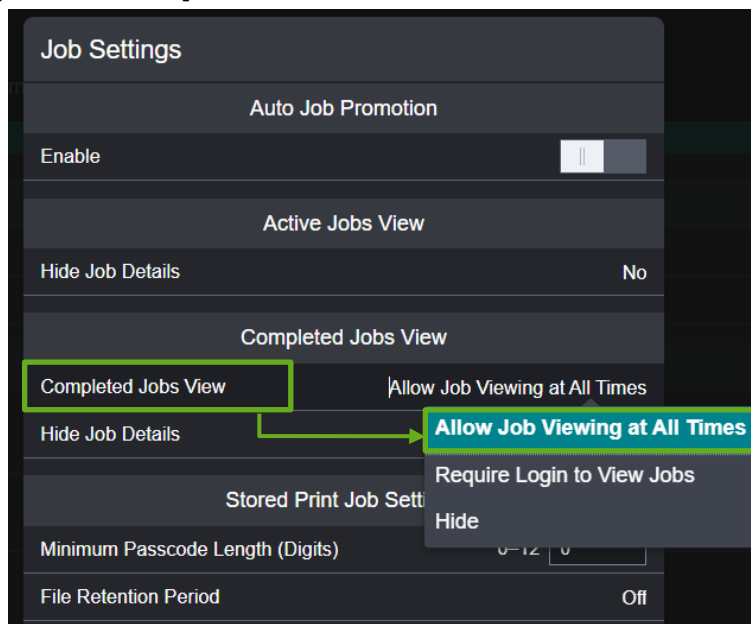 Job Settings
Auto Job Promotion
Enable
Active Jobs View
Hide Job Details No
Completed Jobs View
Completed Jobs View Allow Job Viewing at All Times
Hide Job Details Allow Job Viewing at All Times
Require Login to View Jobs
Stored Print Job Setti
Hide
Minimum Passcode Length (Digits) 0–12 0
File Retention Period Off